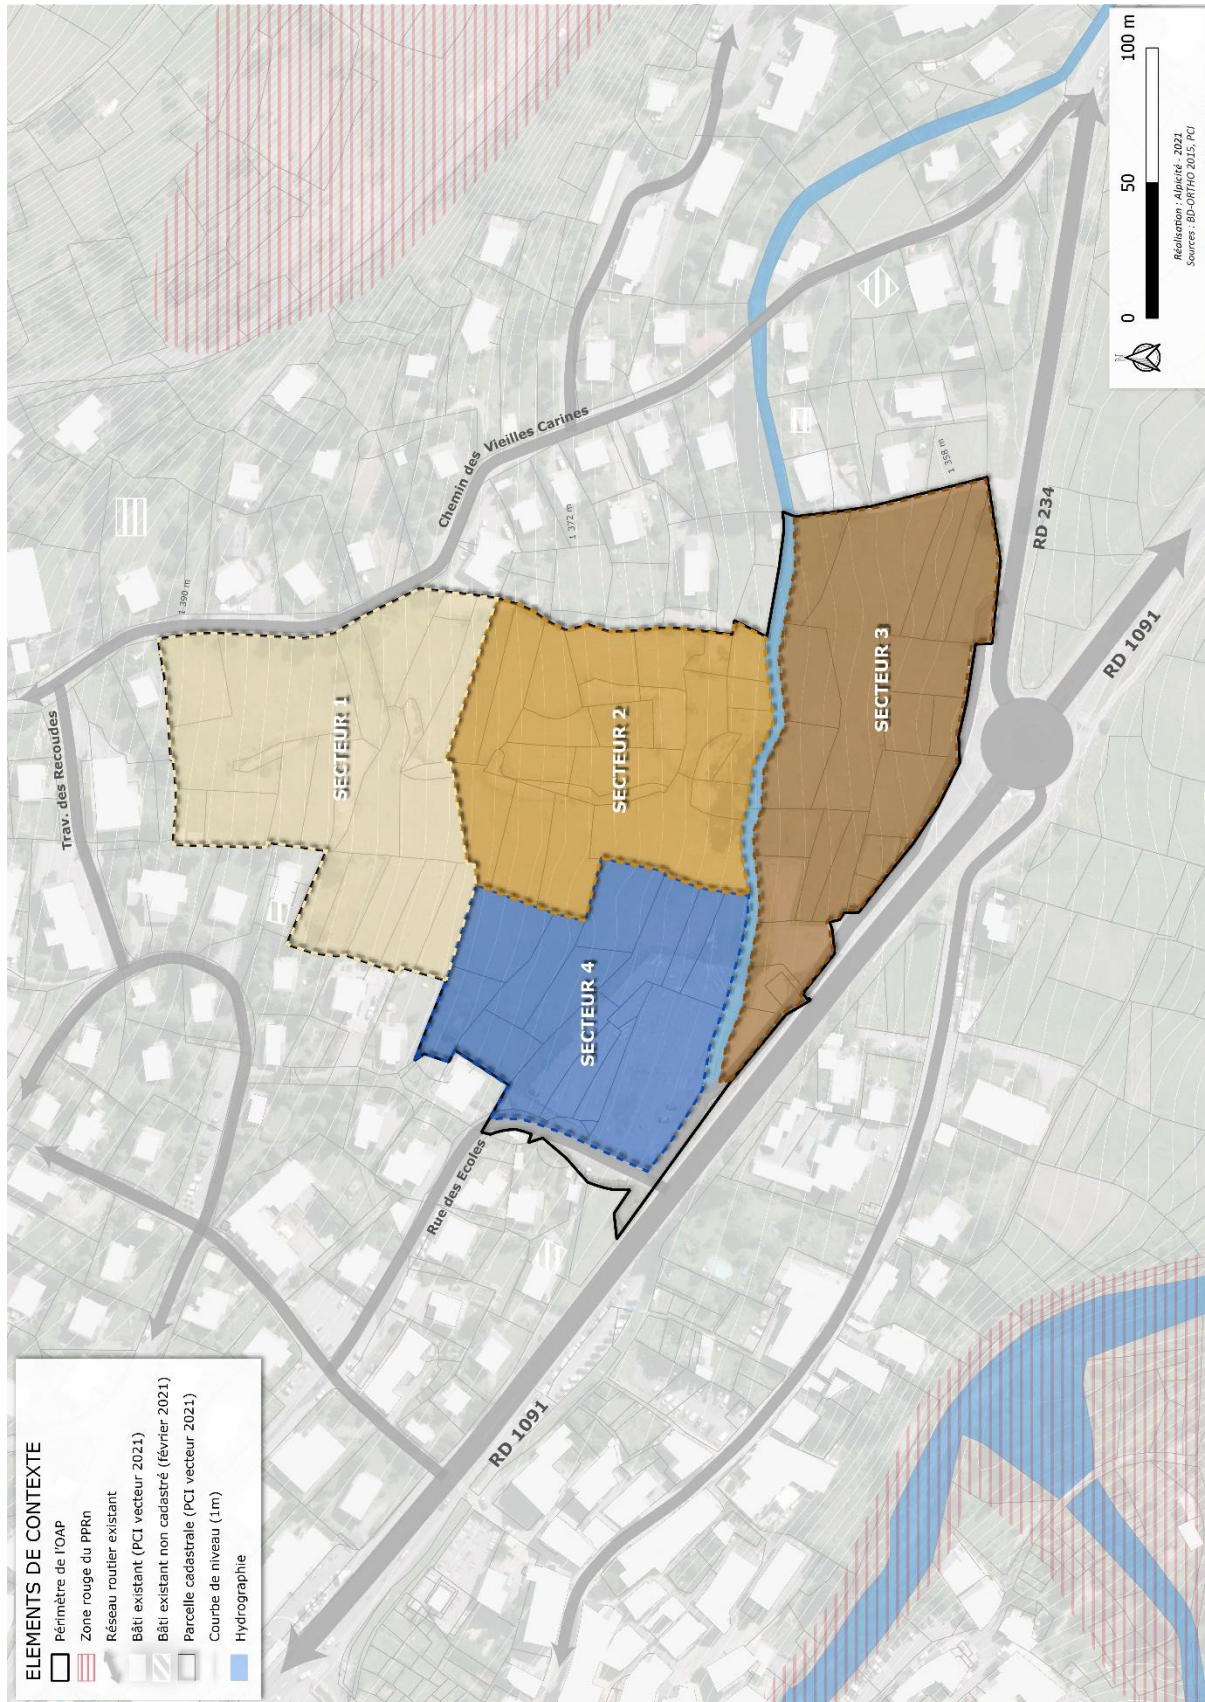 ELEMENTS DE CONTEXTE
Périmètre de l'OAP
Zone rouge du PPRn
Réseau routier existant
Bâti existant (PCI vecteur 2021)
Bâti existant non cadastré (février 2021)
Parcelle cadastrale (PCI vecteur 2021)
Courbe de niveau (1m)
Hydrographie
Trav. des Recoudes
1 390 m
Chemin des Vieilles Carines
1 372 m
SECTEUR 1
SECTEUR 2
SECTEUR 4
SECTEUR 3
Rue des Ecoles
1 358 m
RD 1091
RD 234
RD 1091
N
0 50 100 m
Réalisation : Alpicité - 2021
Sources : BD-ORTHO 2015, PCI